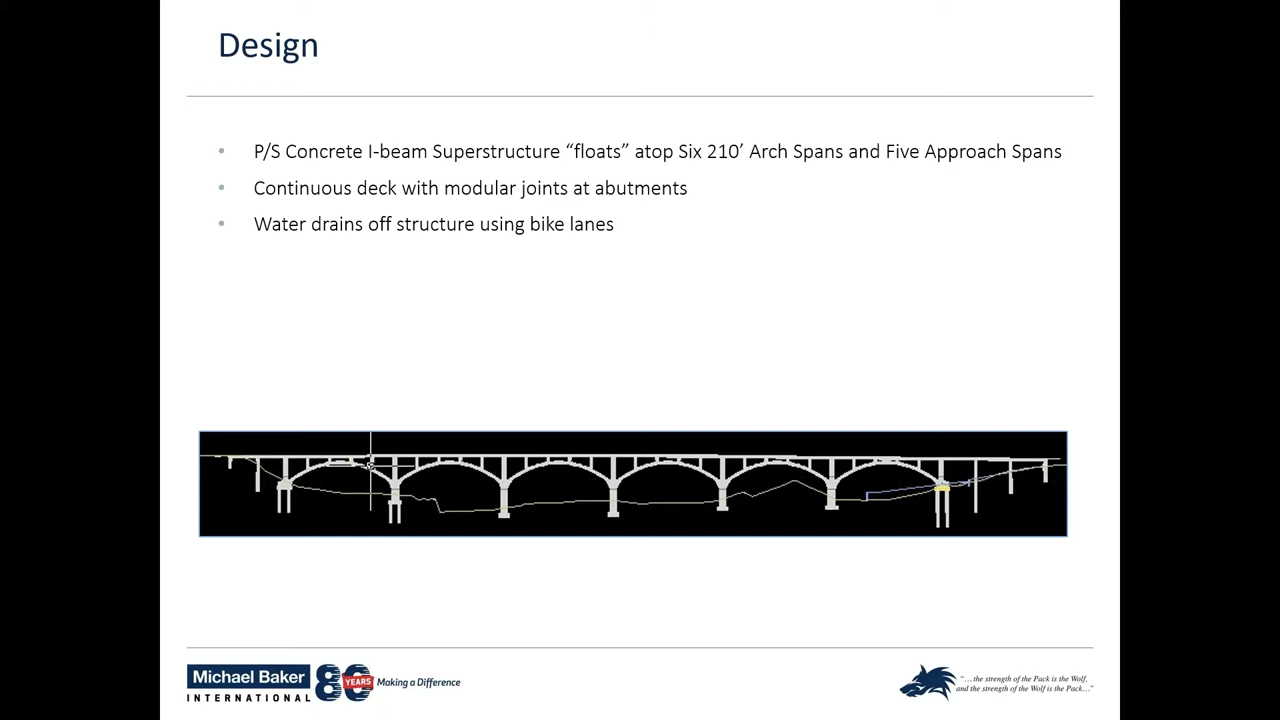 Design
• P/S Concrete I-beam Superstructure “floats” atop Six 210’ Arch Spans and Five Approach Spans
• Continuous deck with modular joints at abutments
• Water drains off structure using bike lanes
Michael Baker
INTERNATIONAL
80
YEARS
Making a Difference
“…the strength of the Pack is the Wolf,
and the strength of the Wolf is the Pack…”